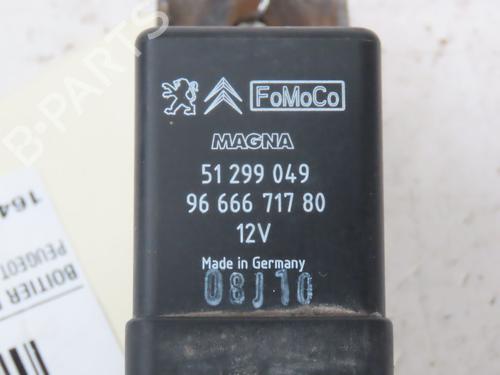 B-PARTS
FoMoCo
MAGNA
51 299 049
96 666 717 80
12V
Made in Germany
08J10
164
BOITIER
PEUGEOT